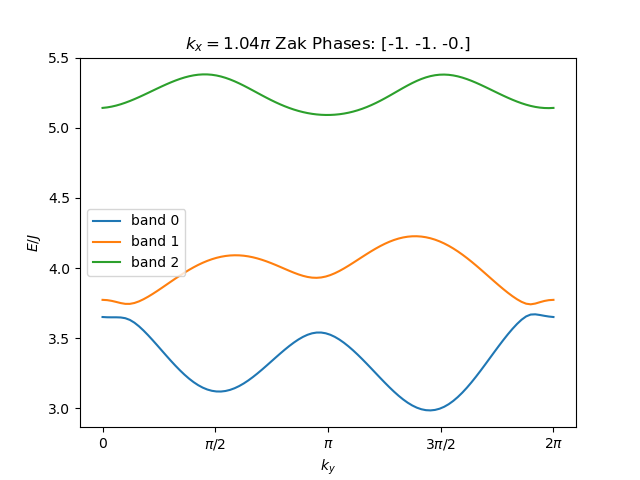 $k_x = 1.04\pi$ Zak Phases: [-1. -1. -0.]
5.5
5.0
4.5
4.0
3.5
3.0
E/J
band 0
band 1
band 2
0
π/2
π
3π/2
2π
$k_y$